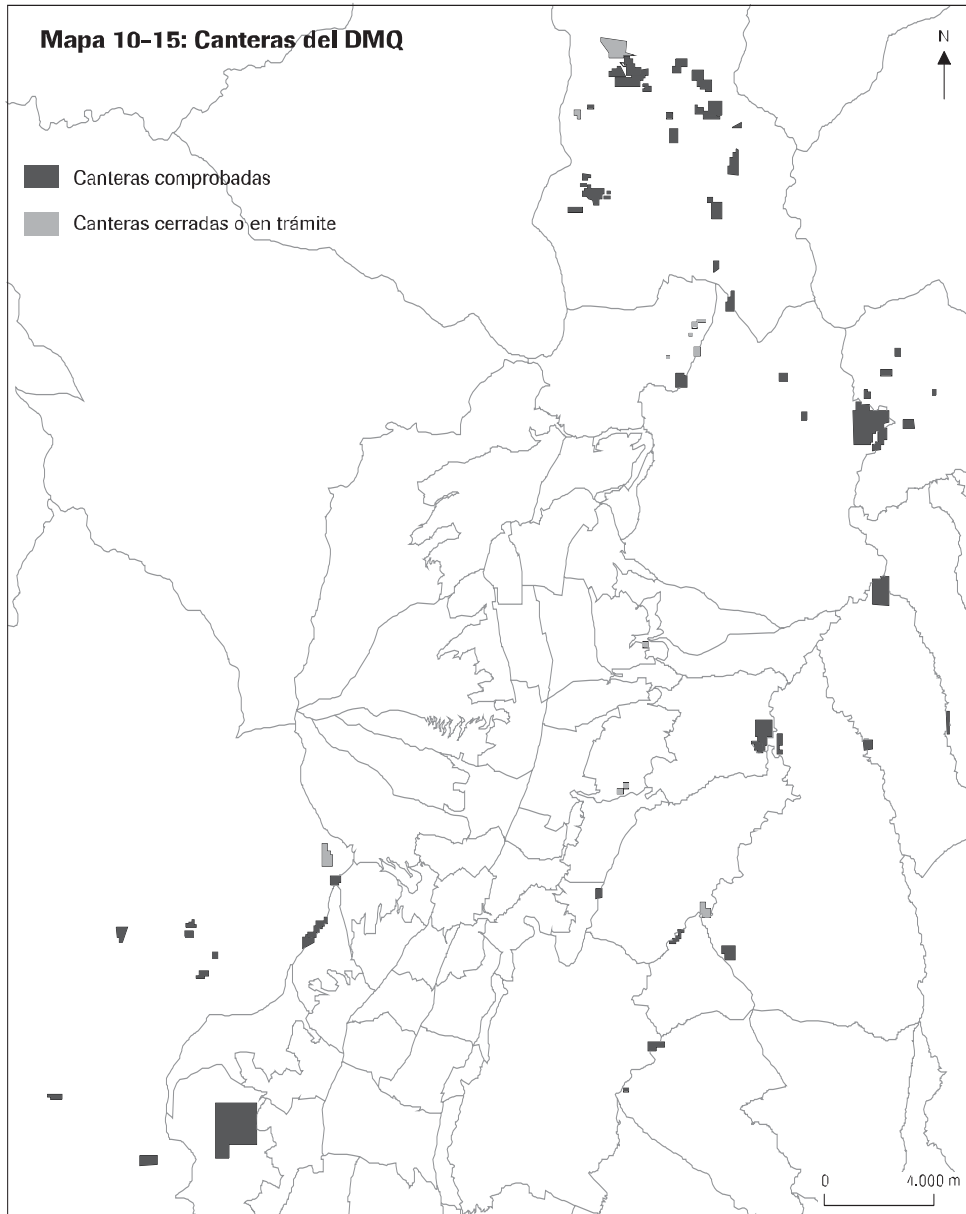 Mapa 10-15: Canteras del DMQ
N
Canteras comprobadas
Canteras cerradas o en trámite
0 4.000 m